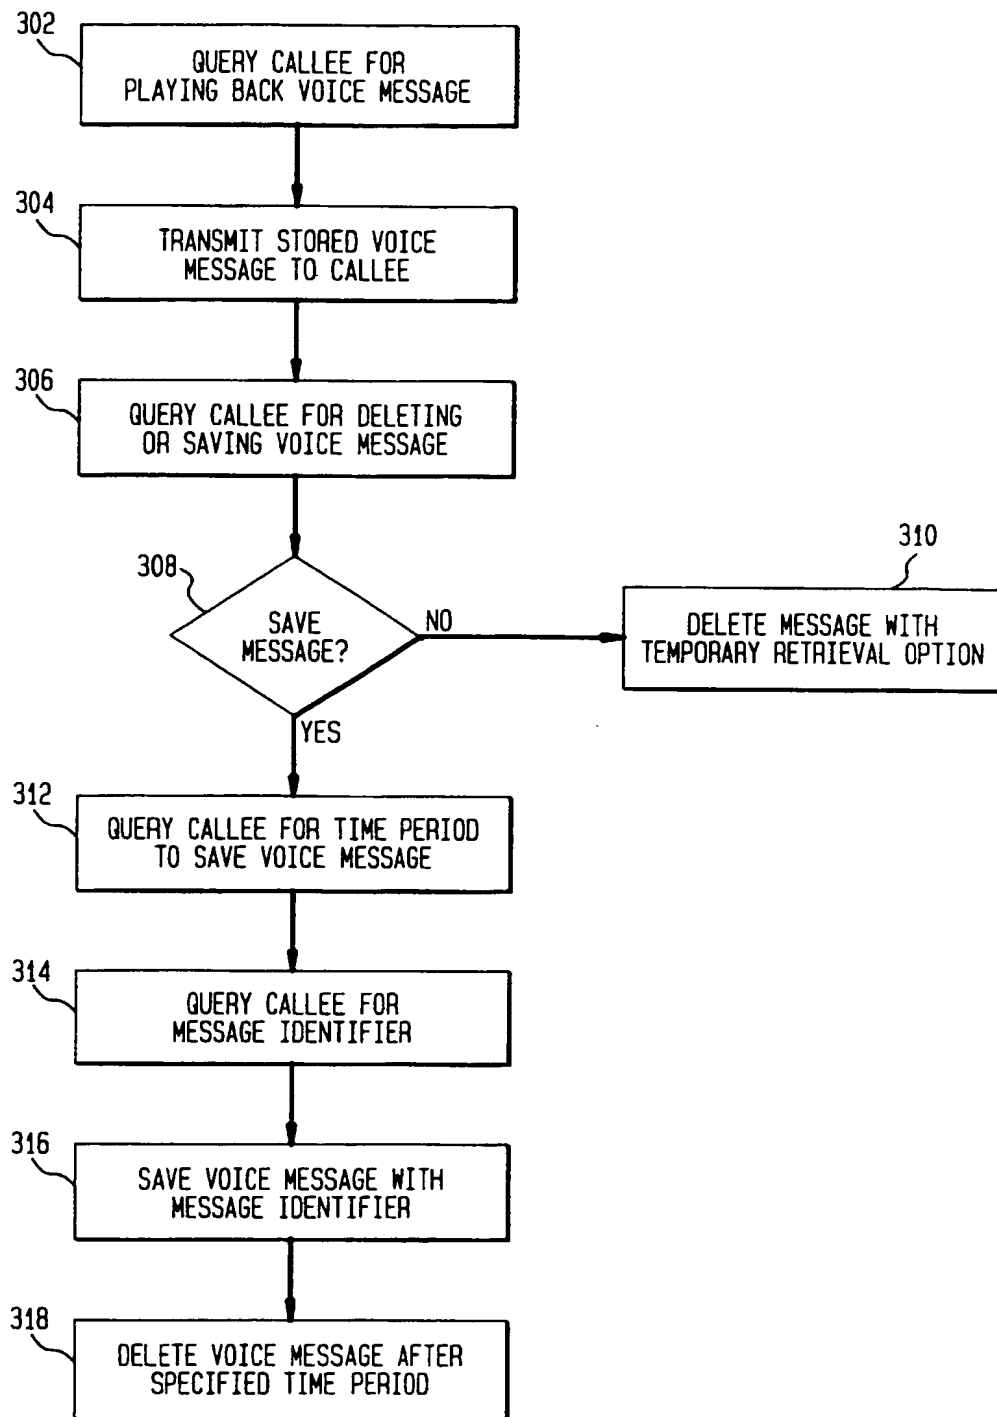 302
QUERY CALLEE FOR
PLAYING BACK VOICE MESSAGE
304
TRANSMIT STORED VOICE
MESSAGE TO CALLEE
306
QUERY CALLEE FOR DELETING
OR SAVING VOICE MESSAGE
308
SAVE
MESSAGE?
NO
310
DELETE MESSAGE WITH
TEMPORARY RETRIEVAL OPTION
YES
312
QUERY CALLEE FOR TIME PERIOD
TO SAVE VOICE MESSAGE
314
QUERY CALLEE FOR
MESSAGE IDENTIFIER
316
SAVE VOICE MESSAGE WITH
MESSAGE IDENTIFIER
318
DELETE VOICE MESSAGE AFTER
SPECIFIED TIME PERIOD